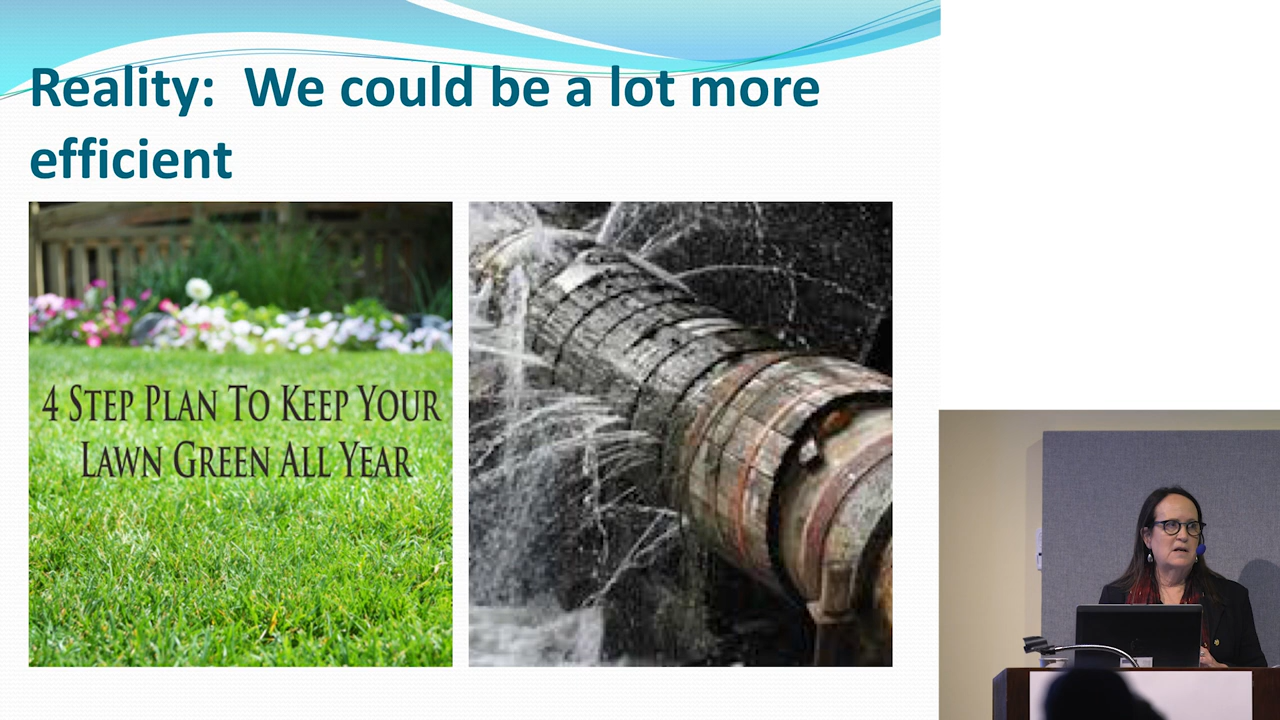 Reality:  We could be a lot more
efficient
4 STEP PLAN TO KEEP YOUR
LAWN GREEN ALL YEAR